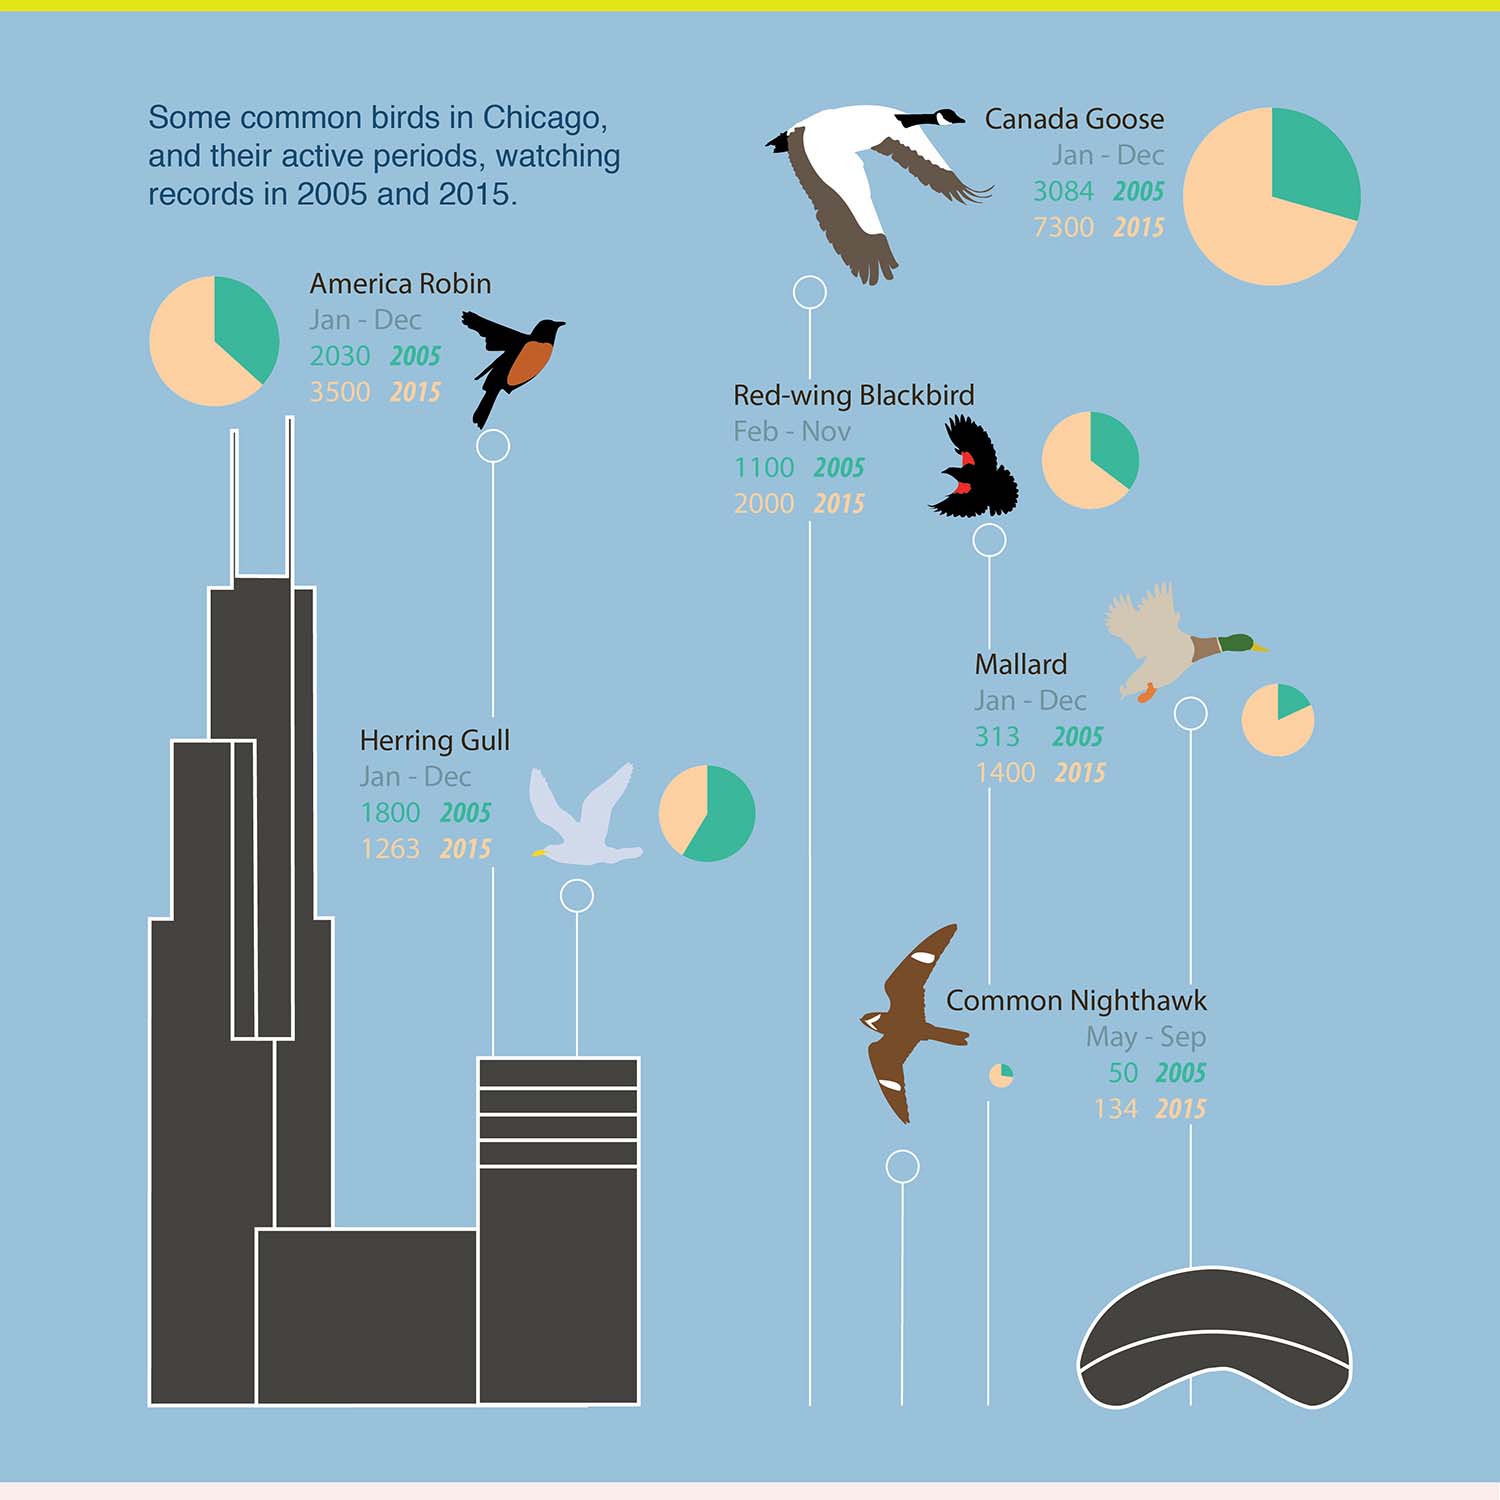 Some common birds in Chicago,
and their active periods, watching
records in 2005 and 2015.
Canada Goose
Jan - Dec
3084 2005
7300 2015
America Robin
Jan - Dec
2030 2005
3500 2015
Red-wing Blackbird
Feb - Nov
1100 2005
2000 2015
Mallard
Jan - Dec
313 2005
1400 2015
Herring Gull
Jan - Dec
1800 2005
1263 2015
Common Nighthawk
May - Sep
50 2005
134 2015